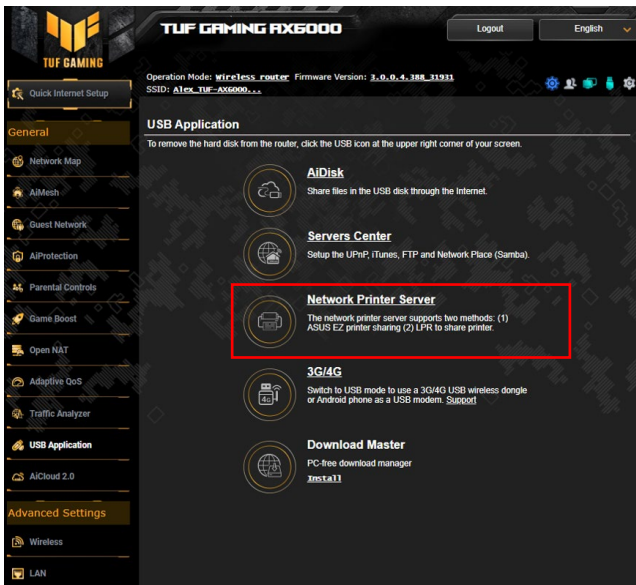 TUF GAMING
TUF GAMING AX6000
Logout
English
Operation Mode: Wireless router Firmware Version: 3.0.0.4.388_31931
SSID: Alex_TUF-AX6000...
Quick Internet Setup
General
Network Map
AiMesh
Guest Network
AiProtection
Parental Controls
Game Boost
Open NAT
Adaptive QoS
Traffic Analyzer
USB Application
AiCloud 2.0
Advanced Settings
Wireless
LAN
USB Application
To remove the hard disk from the router, click the USB icon at the upper right corner of your screen.
AiDisk
Share files in the USB disk through the Internet.
Servers Center
Setup the UPnP, iTunes, FTP and Network Place (Samba).
Network Printer Server
The network printer server supports two methods: (1)
ASUS EZ printer sharing (2) LPR to share printer.
4G
3G/4G
Switch to USB mode to use a 3G/4G USB wireless dongle
or Android phone as a USB modem. Support
Download Master
PC-free download manager
Install